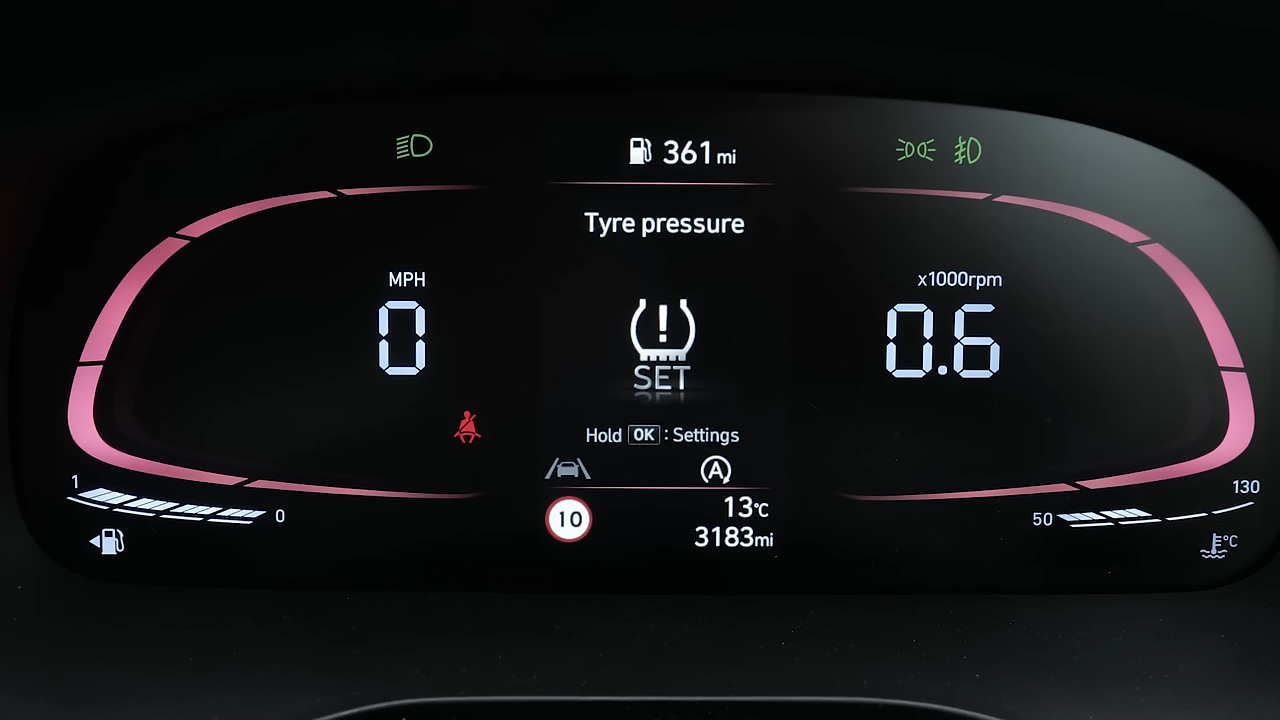 361 mi
Tyre pressure
MPH
0
x1000rpm
0.6
!
SET
Hold OK : Settings
A
1
0
10
13°C
3183mi
50
130
°C